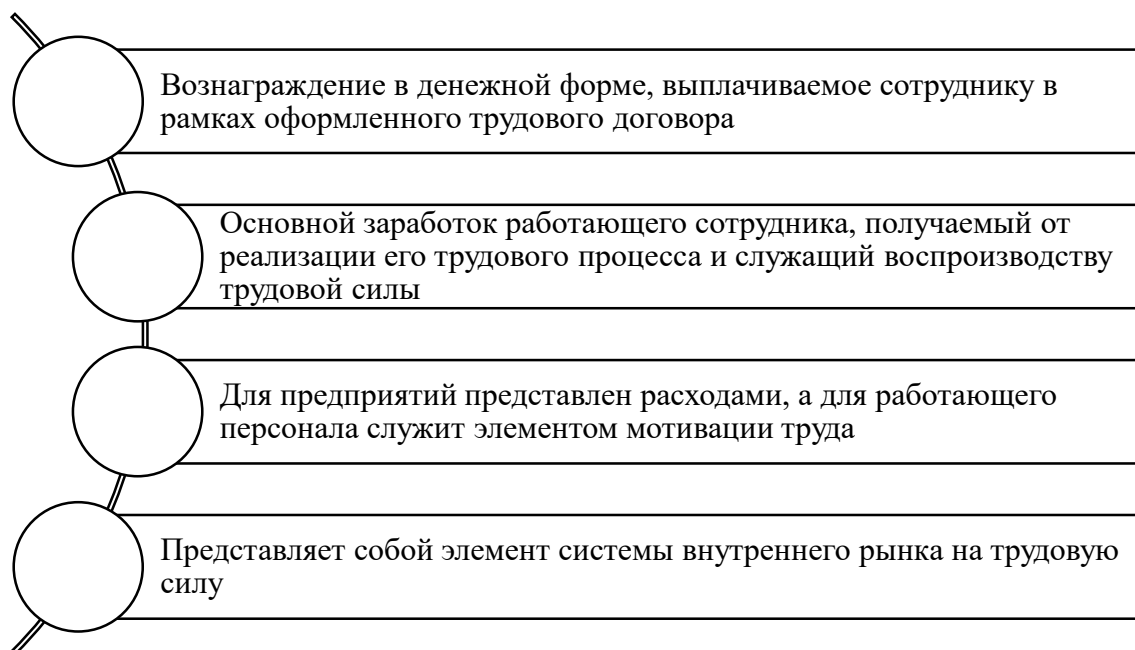 Вознаграждение в денежной форме, выплачиваемое сотруднику в
рамках оформленного трудового договора
Основной заработок работающего сотрудника, получаемый от
реализации его трудового процесса и служащий воспроизводству
трудовой силы
Для предприятий представлен расходами, а для работающего
персонала служит элементом мотивации труда
Представляет собой элемент системы внутреннего рынка на трудовую
силу